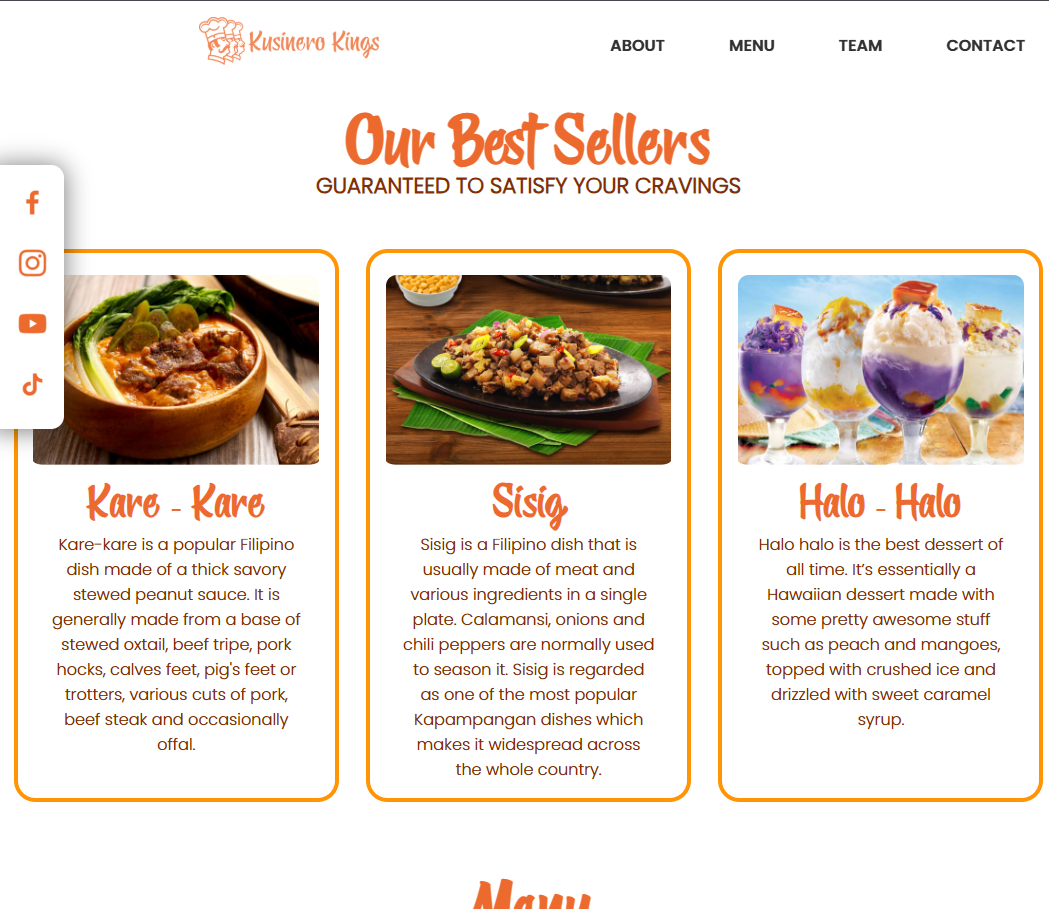 Kusinero Kings
ABOUT MENU TEAM CONTACT
Our Best Sellers
GUARANTEED TO SATISFY YOUR CRAVINGS
Kare - Kare
Kare-kare is a popular Filipino
dish made of a thick savory
stewed peanut sauce. It is
generally made from a base of
stewed oxtail, beef tripe, pork
hocks, calves feet, pig's feet or
trotters, various cuts of pork,
beef steak and occasionally
offal.
Sisig
Sisig is a Filipino dish that is
usually made of meat and
various ingredients in a single
plate. Calamansi, onions and
chili peppers are normally used
to season it. Sisig is regarded
as one of the most popular
Kapampangan dishes which
makes it widespread across
the whole country.
Halo - Halo
Halo halo is the best dessert of
all time. It’s essentially a
Hawaiian dessert made with
some pretty awesome stuff
such as peach and mangoes,
topped with crushed ice and
drizzled with sweet caramel
syrup.
Menu